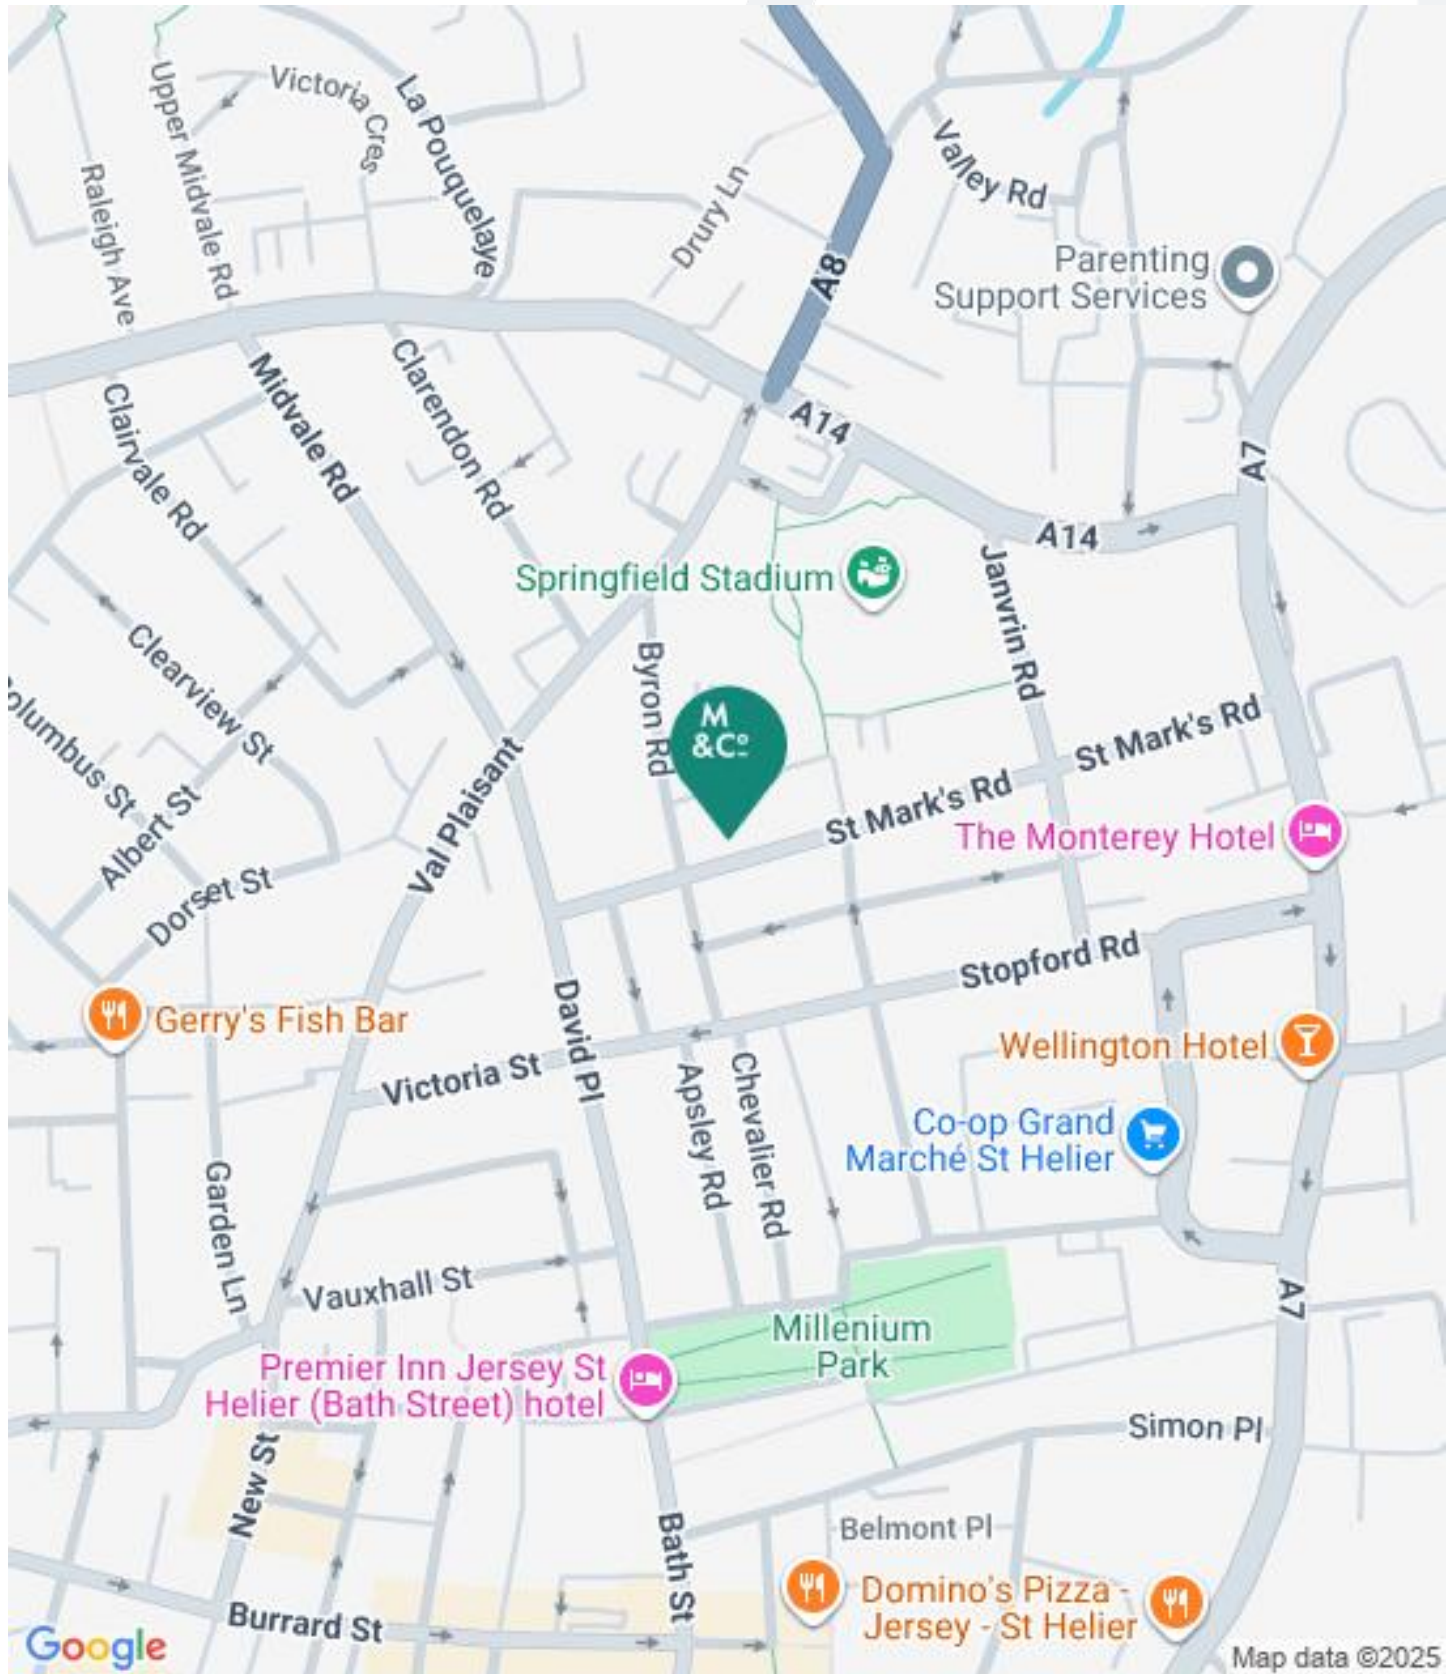 Victoria Cres
La Pouquelaye
Upper Midvale Rd
Raleigh Ave
Valley Rd
Drury Ln
A8
Parenting
Support Services
Midvale Rd
Clarendon Rd
Clairvale Rd
A14
A7
A14
Springfield Stadium
Janvrin Rd
Byron Rd
Clearview St
olumbus St
M
&Cº
St Mark's Rd
St Mark's Rd
Val Plaisant
Albert St
The Monterey Hotel
Dorset St
Stopford Rd
David Pl
Gerry's Fish Bar
Wellington Hotel
Victoria St
Apsley Rd
Chevalier Rd
Co-op Grand
Marché St Helier
Garden Ln
Vauxhall St
A7
Millenium
Park
Premier Inn Jersey St
Helier (Bath Street) hotel
Simon Pl
New St
Bath St
Belmont Pl
Domino's Pizza -
Jersey - St Helier
Burrard St
Google
Map data ©2025